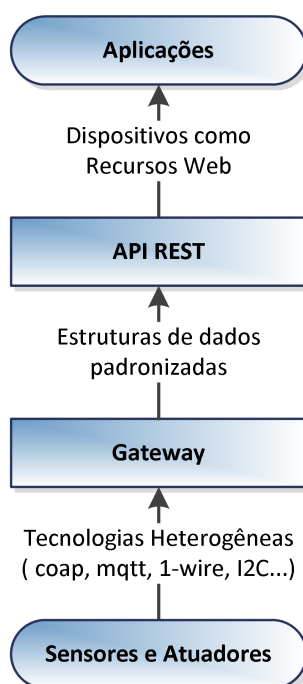 Aplicações
Dispositivos como
Recursos Web
API REST
Estruturas de dados
padronizadas
Gateway
Tecnologias Heterogêneas
( coap, mqtt, 1-wire, I2C...)
Sensores e Atuadores